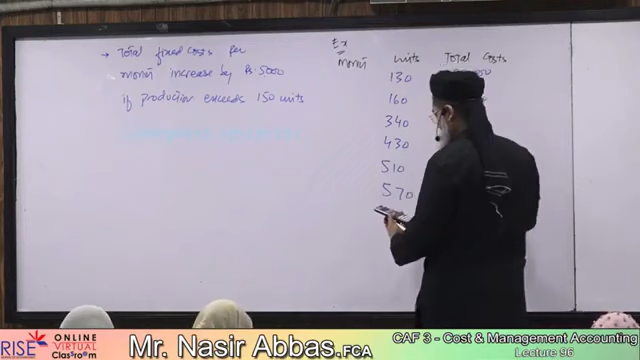 → Total fixed costs per
month increase by Rs. 5000
if production exceeds 150 units
Ex
month units Total Costs
130
160
340
430
510
570
RISE ONLINE VIRTUAL Classroom
Mr. Nasir Abbas.FCA
CAF 3 - Cost & Management Accounting
Lecture 96